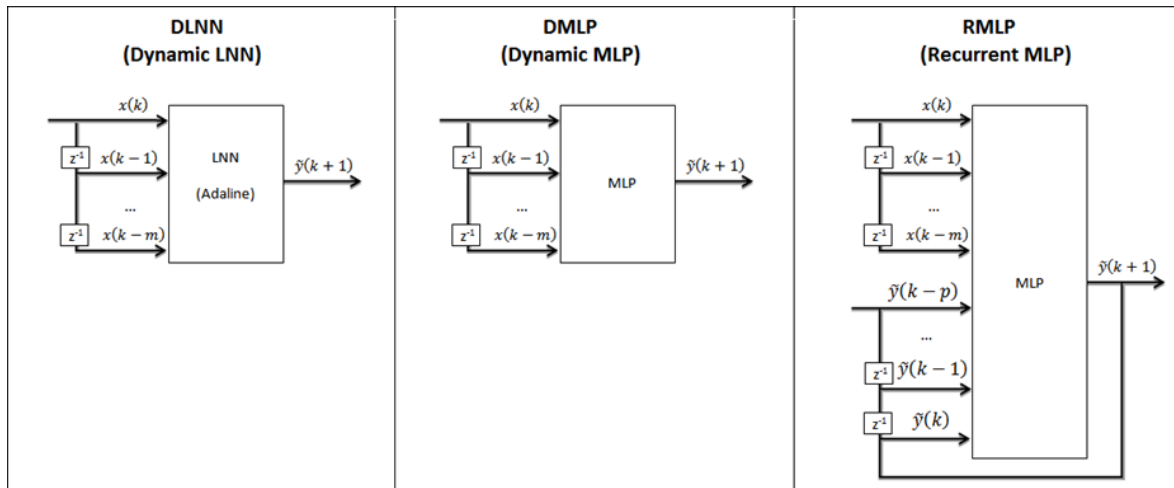 DLNN
(Dynamic LNN)
x(k)
z⁻¹
x(k − 1)
...
z⁻¹
x(k − m)
LNN
(Adaline)
ỹ(k + 1)
DMLP
(Dynamic MLP)
x(k)
z⁻¹
x(k − 1)
...
z⁻¹
x(k − m)
MLP
ỹ(k + 1)
RMLP
(Recurrent MLP)
x(k)
z⁻¹
x(k − 1)
...
z⁻¹
x(k − m)
ỹ(k − p)
...
z⁻¹
ỹ(k − 1)
z⁻¹
ỹ(k)
MLP
ỹ(k + 1)